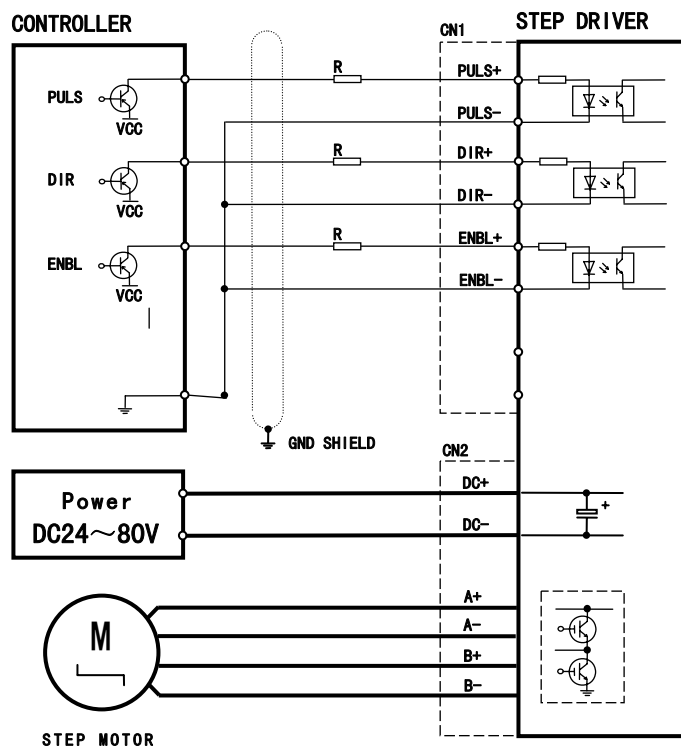 CONTROLLER
STEP DRIVER
CN1
PULS
VCC
R
PULS+
PULS-
DIR
VCC
R
DIR+
DIR-
ENBL
VCC
R
ENBL+
ENBL-
GND SHIELD
CN2
Power
DC24～80V
DC+
DC-
+
M
A+
A-
B+
B-
STEP MOTOR